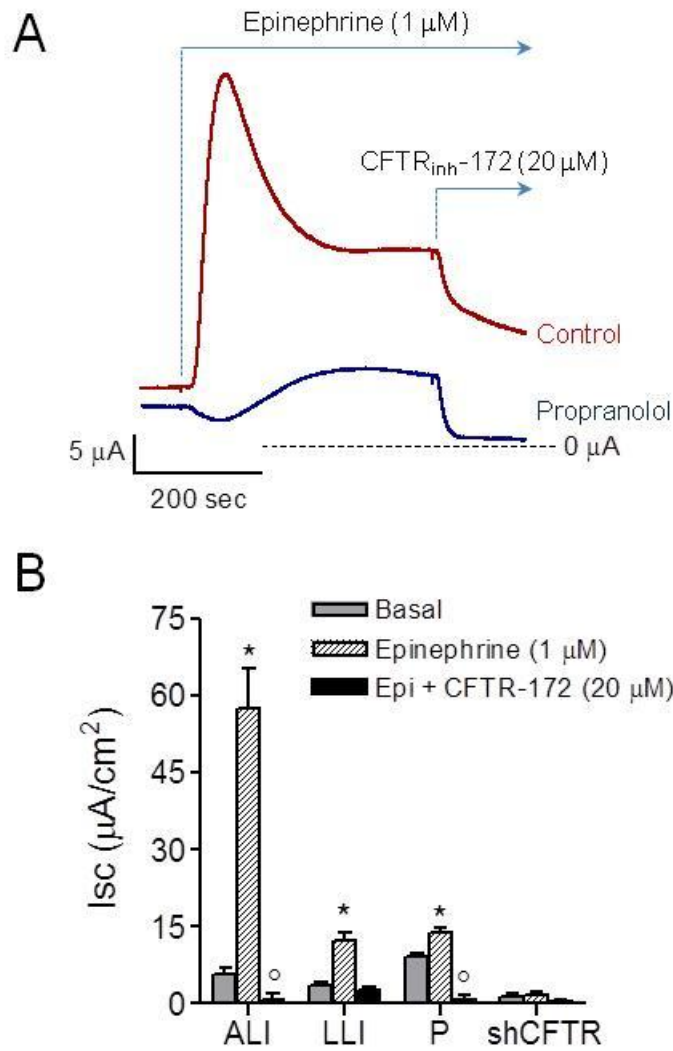 A
Epinephrine (1 µM)
CFTRinh-172 (20 µM)
Control
Propranolol
5 µA
0 µA
200 sec
B
75
60
45
30
15
0
Isc (µA/cm²)
Basal
Epinephrine (1 µM)
Epi + CFTR-172 (20 µM)
*
○
*
*
○
ALI LLI P shCFTR